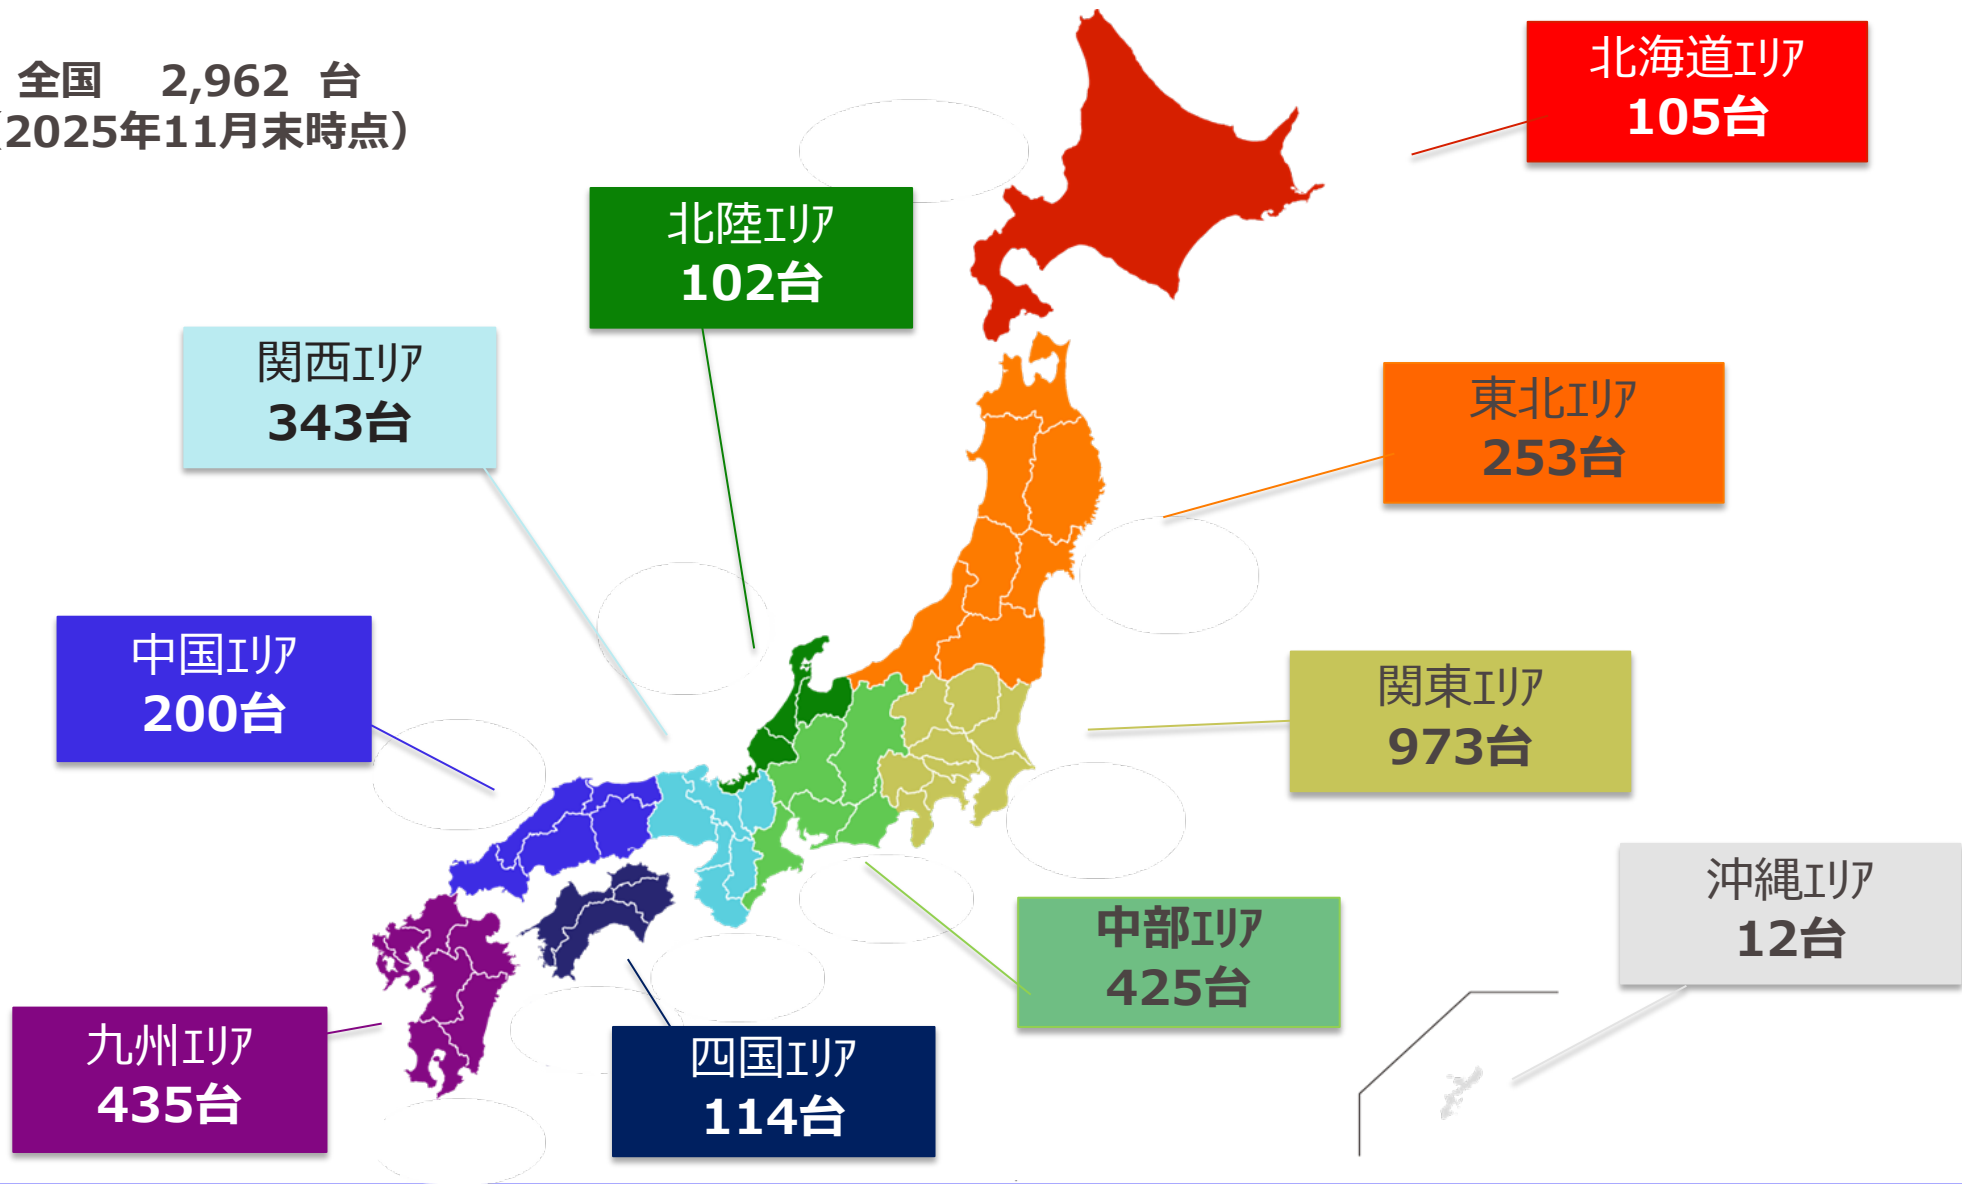 全国 2,962 台
（2025年11月末時点）
北海道ｴﾘｱ
105台
北陸ｴﾘｱ
102台
関西ｴﾘｱ
343台
東北ｴﾘｱ
253台
中国ｴﾘｱ
200台
関東ｴﾘｱ
973台
沖縄ｴﾘｱ
12台
中部ｴﾘｱ
425台
九州ｴﾘｱ
435台
四国ｴﾘｱ
114台